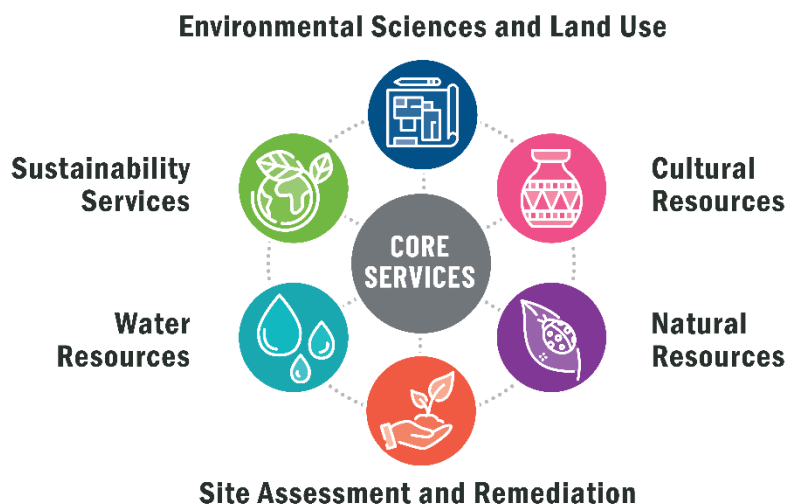 Environmental Sciences and Land Use
Sustainability
Services
Cultural
Resources
CORE
SERVICES
Water
Resources
Natural
Resources
Site Assessment and Remediation